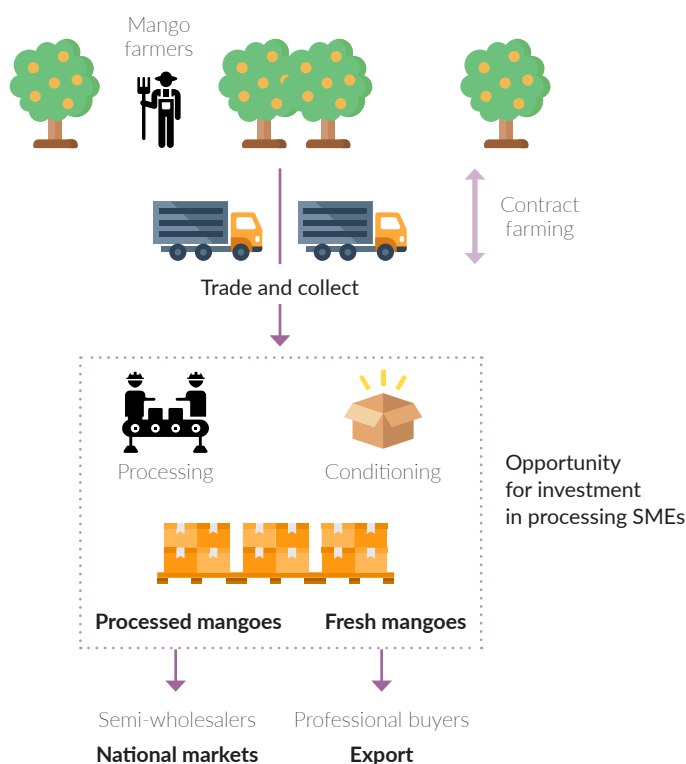 Mango
farmers
Contract
farming
Trade and collect
Processing
Conditioning
Opportunity
for investment
in processing SMEs
Processed mangoes
Fresh mangoes
Semi-wholesalers
Professional buyers
National markets
Export